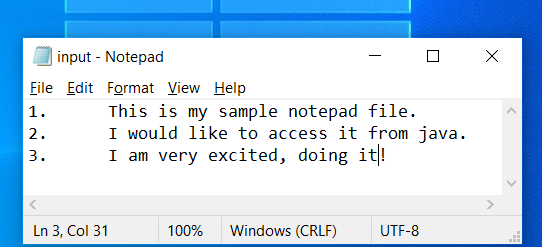 input - Notepad
File Edit Format View Help
1. This is my sample notepad file.
2. I would like to access it from java.
3. I am very excited, doing it!
Ln 3, Col 31 100% Windows (CRLF) UTF-8